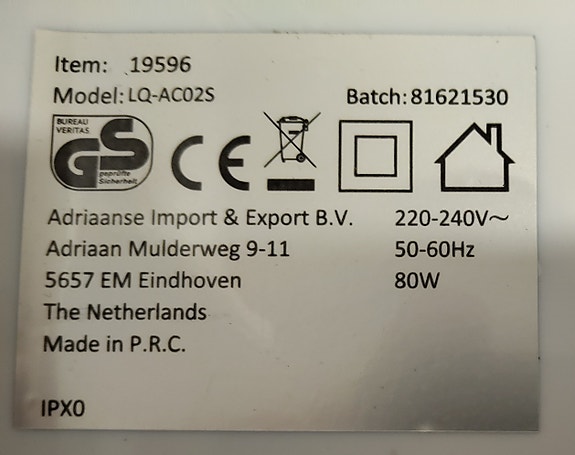 Item: 19596
Model: LQ-AC02S
Batch: 81621530
BUREAU
VERITAS
GS
geprüfte
Sicherheit
CE
Adriaanse Import & Export B.V.
220-240V~
Adriaan Mulderweg 9-11
50-60Hz
5657 EM Eindhoven
80W
The Netherlands
Made in P.R.C.
IPX0